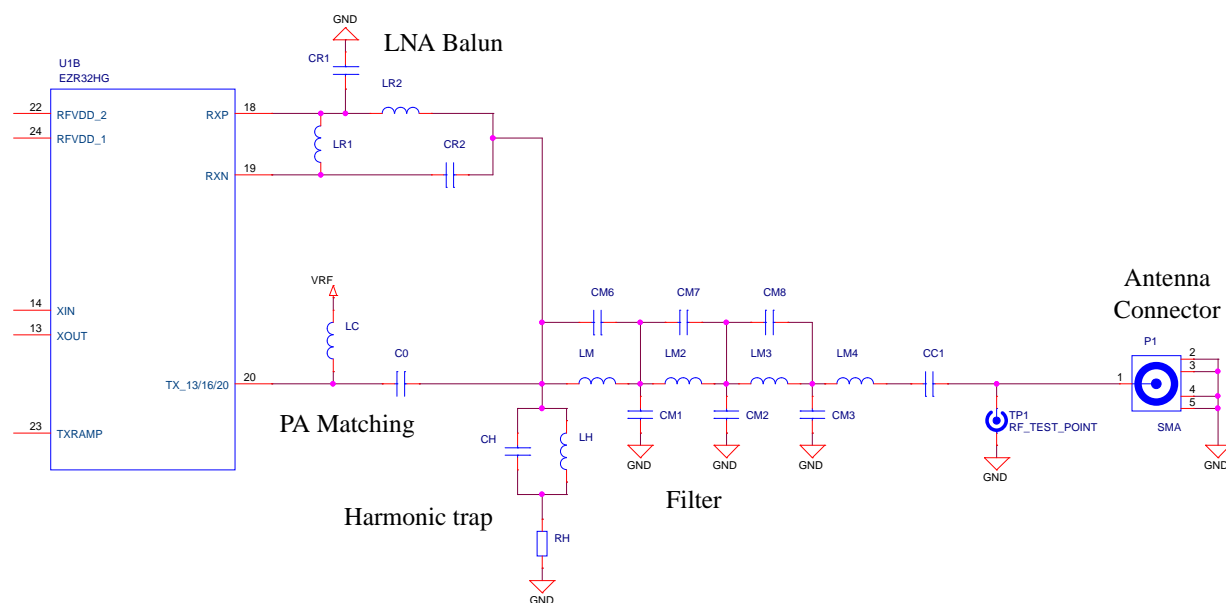 GND
LNA Balun
U1B
EZR32HG
CR1
LR2
22
RFVDD_2
RXP
18
24
RFVDD_1
LR1
CR2
RXN
19
Antenna
Connector
VRF
CM6
CM7
CM8
14
XIN
LC
13
XOUT
P1
C0
LM
LM2
LM3
LM4
CC1
2
3
1
4
5
TX_13/16/20
20
PA Matching
CM1
CM2
CM3
TP1
RF_TEST_POINT
SMA
23
TXRAMP
CH
LH
GND
GND
GND
GND
GND
Filter
Harmonic trap
RH
GND